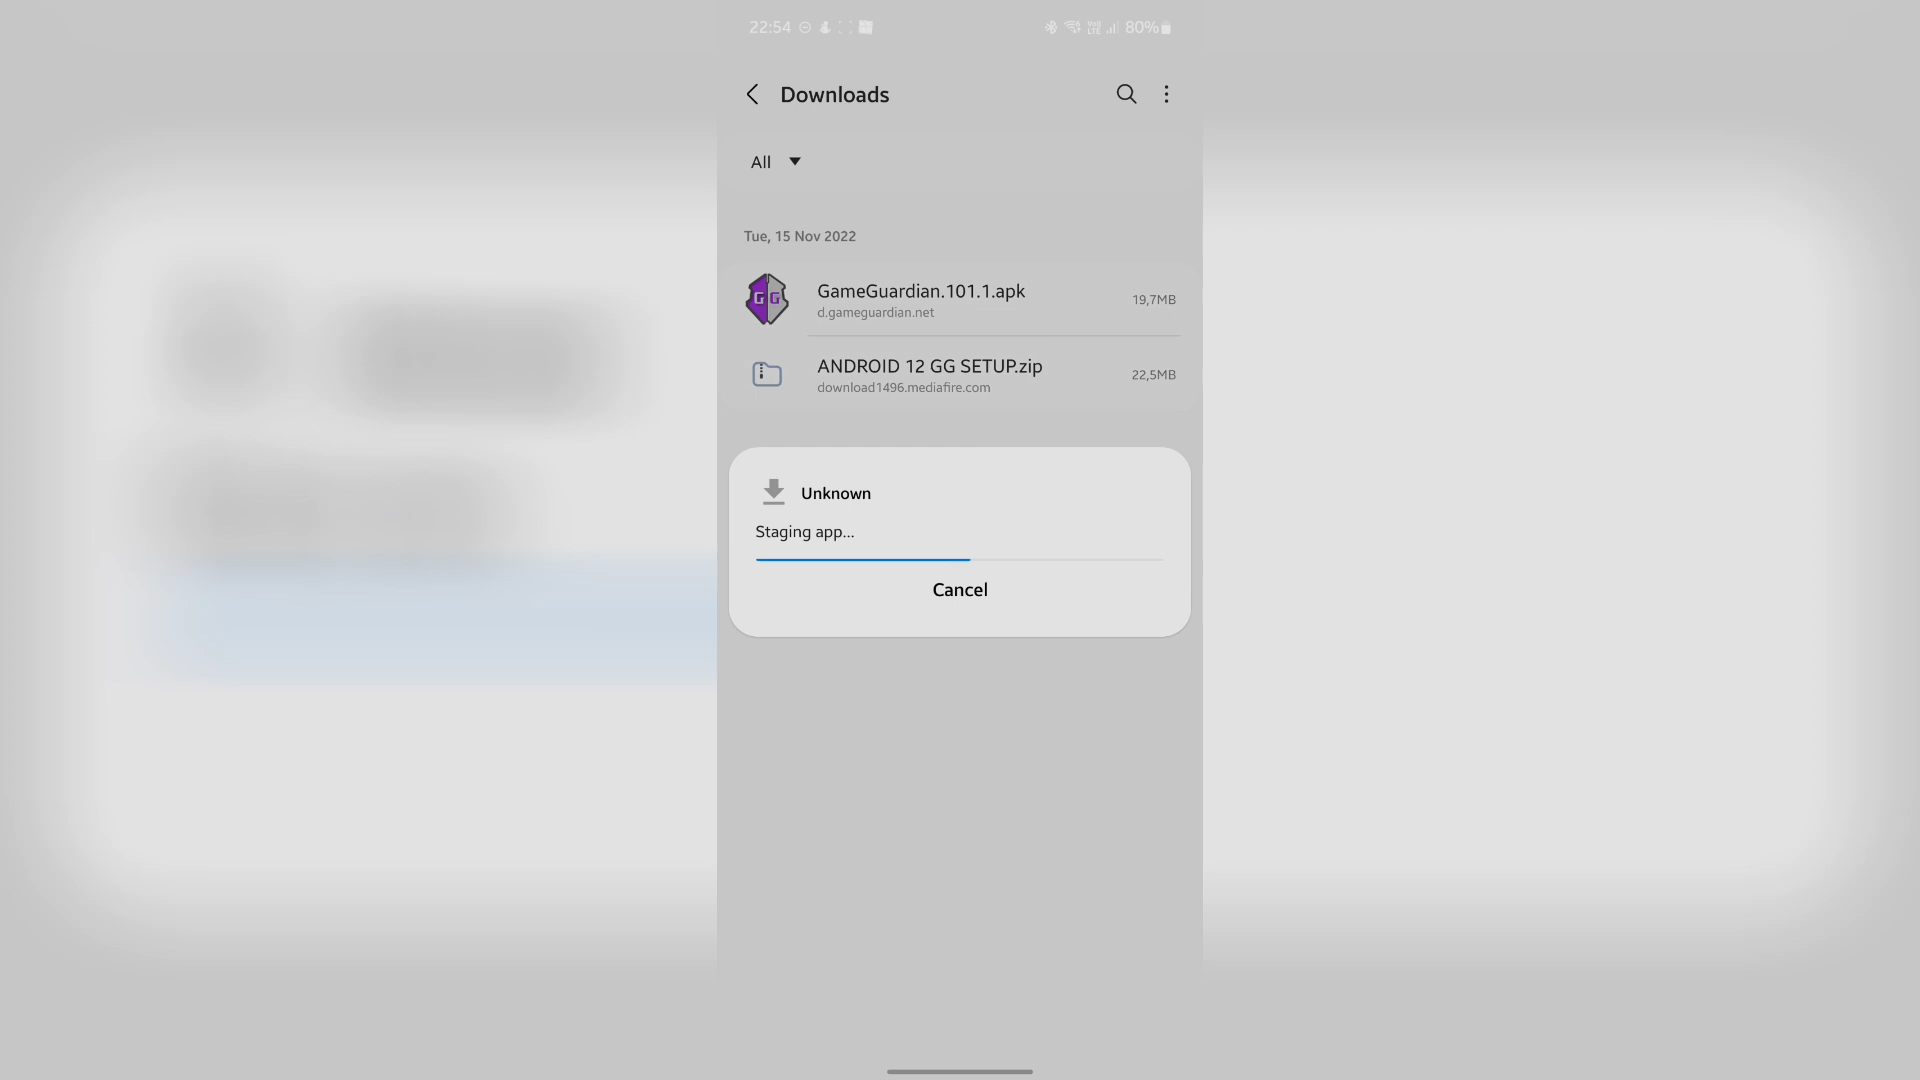 22:54 80%
Downloads
All
Tue, 15 Nov 2022
GG
GameGuardian.101.1.apk
d.gameguardian.net
19,7MB
ANDROID 12 GG SETUP.zip
download1496.mediafire.com
22,5MB
Unknown
Staging app...
Cancel